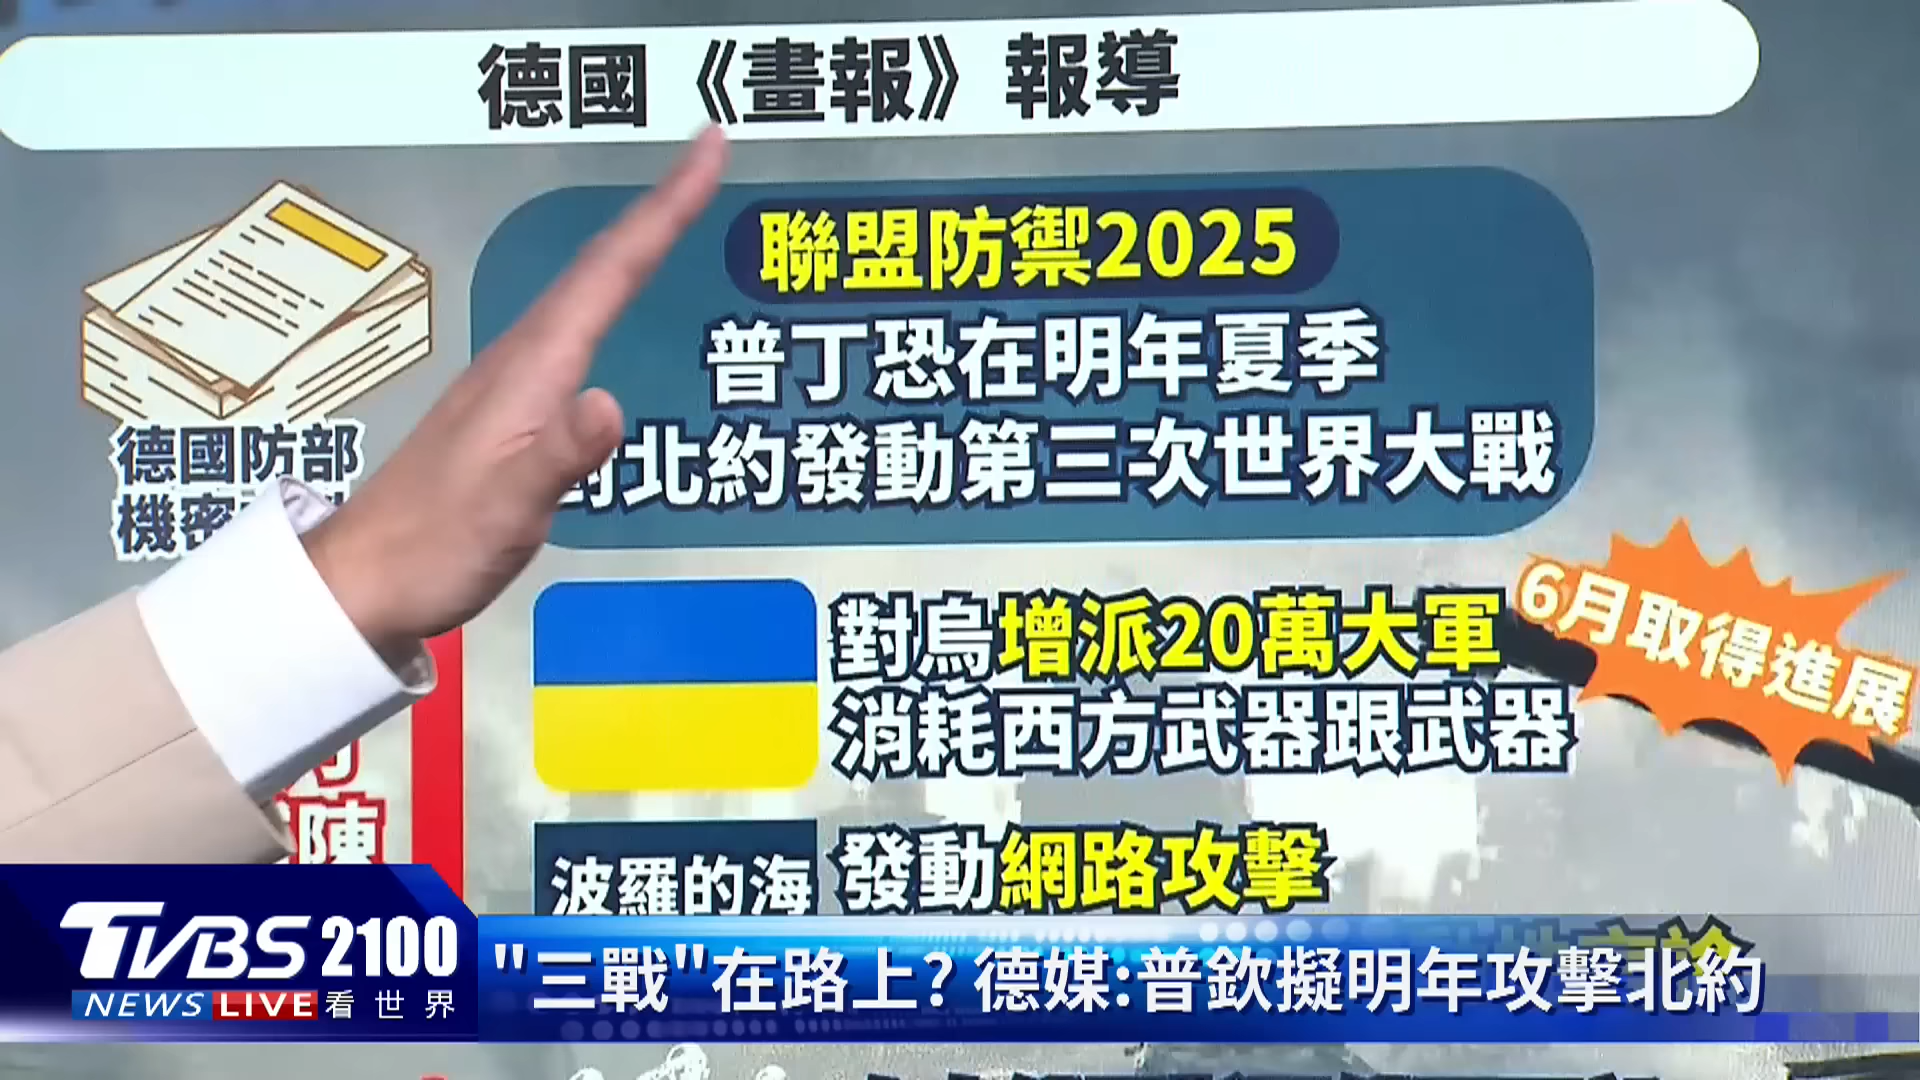 德國《畫報》報導
聯盟防禦2025
普丁恐在明年夏季
對北約發動第三次世界大戰
德國防部
機密
對烏增派20萬大軍
消耗西方武器跟武器
6月取得進展
陳
波羅的海
發動網路攻擊
TVBS 2100
NEWS LIVE 看世界
"三戰"在路上? 德媒:普欽擬明年攻擊北約